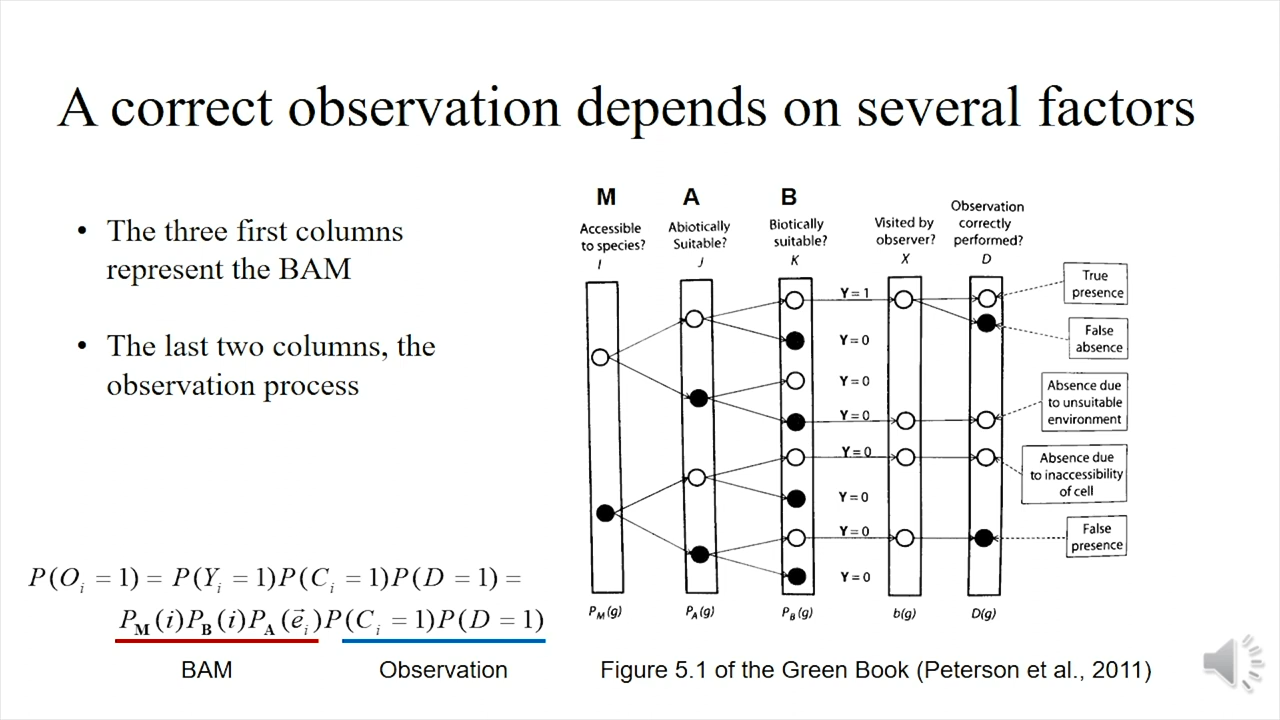 A correct observation depends on several factors
• The three first columns
represent the BAM
• The last two columns, the
observation process
P(O_i = 1) = P(Y_i = 1)P(C_i = 1)P(D = 1) =
P_M(i)P_B(i)P_A(e⃗_i)P(C_i = 1)P(D = 1)
BAM
Observation
M
A
B
Accessible
to species?
I
Abiotically
Suitable?
J
Biotically
suitable?
K
Visited by
observer?
X
Observation
correctly
performed?
D
Y = 1
Y = 0
Y = 0
Y = 0
Y = 0
Y = 0
Y = 0
Y = 0
True
presence
False
absence
Absence due
to unsuitable
environment
Absence due
to inaccessibility
of cell
False
presence
P_M(g)
P_A(g)
P_B(g)
b(g)
D(g)
Figure 5.1 of the Green Book (Peterson et al., 2011)